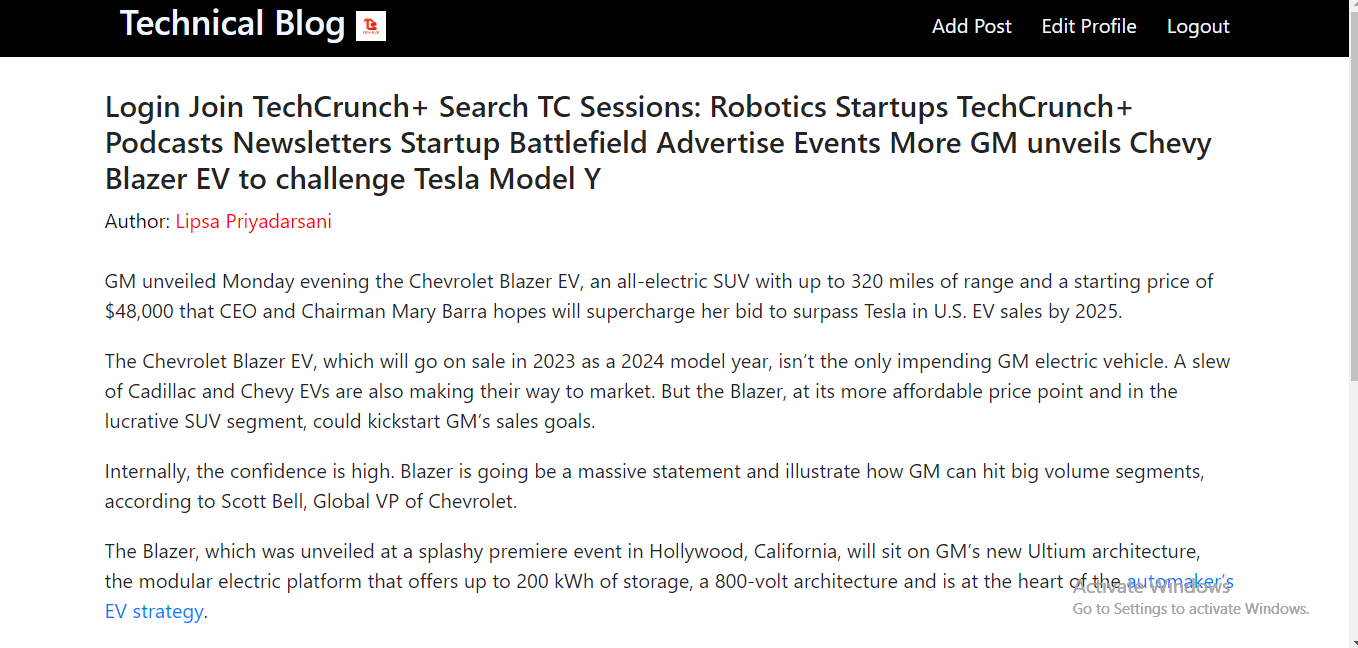 Technical Blog
Add Post Edit Profile Logout
Login Join TechCrunch+ Search TC Sessions: Robotics Startups TechCrunch+
Podcasts Newsletters Startup Battlefield Advertise Events More GM unveils Chevy
Blazer EV to challenge Tesla Model Y
Author: Lipsa Priyadarsani
GM unveiled Monday evening the Chevrolet Blazer EV, an all-electric SUV with up to 320 miles of range and a starting price of
$48,000 that CEO and Chairman Mary Barra hopes will supercharge her bid to surpass Tesla in U.S. EV sales by 2025.
The Chevrolet Blazer EV, which will go on sale in 2023 as a 2024 model year, isn’t the only impending GM electric vehicle. A slew
of Cadillac and Chevy EVs are also making their way to market. But the Blazer, at its more affordable price point and in the
lucrative SUV segment, could kickstart GM’s sales goals.
Internally, the confidence is high. Blazer is going be a massive statement and illustrate how GM can hit big volume segments,
according to Scott Bell, Global VP of Chevrolet.
The Blazer, which was unveiled at a splashy premiere event in Hollywood, California, will sit on GM’s new Ultium architecture,
the modular electric platform that offers up to 200 kWh of storage, a 800-volt architecture and is at the heart of the automaker’s
EV strategy.
Activate Windows
Go to Settings to activate Windows.